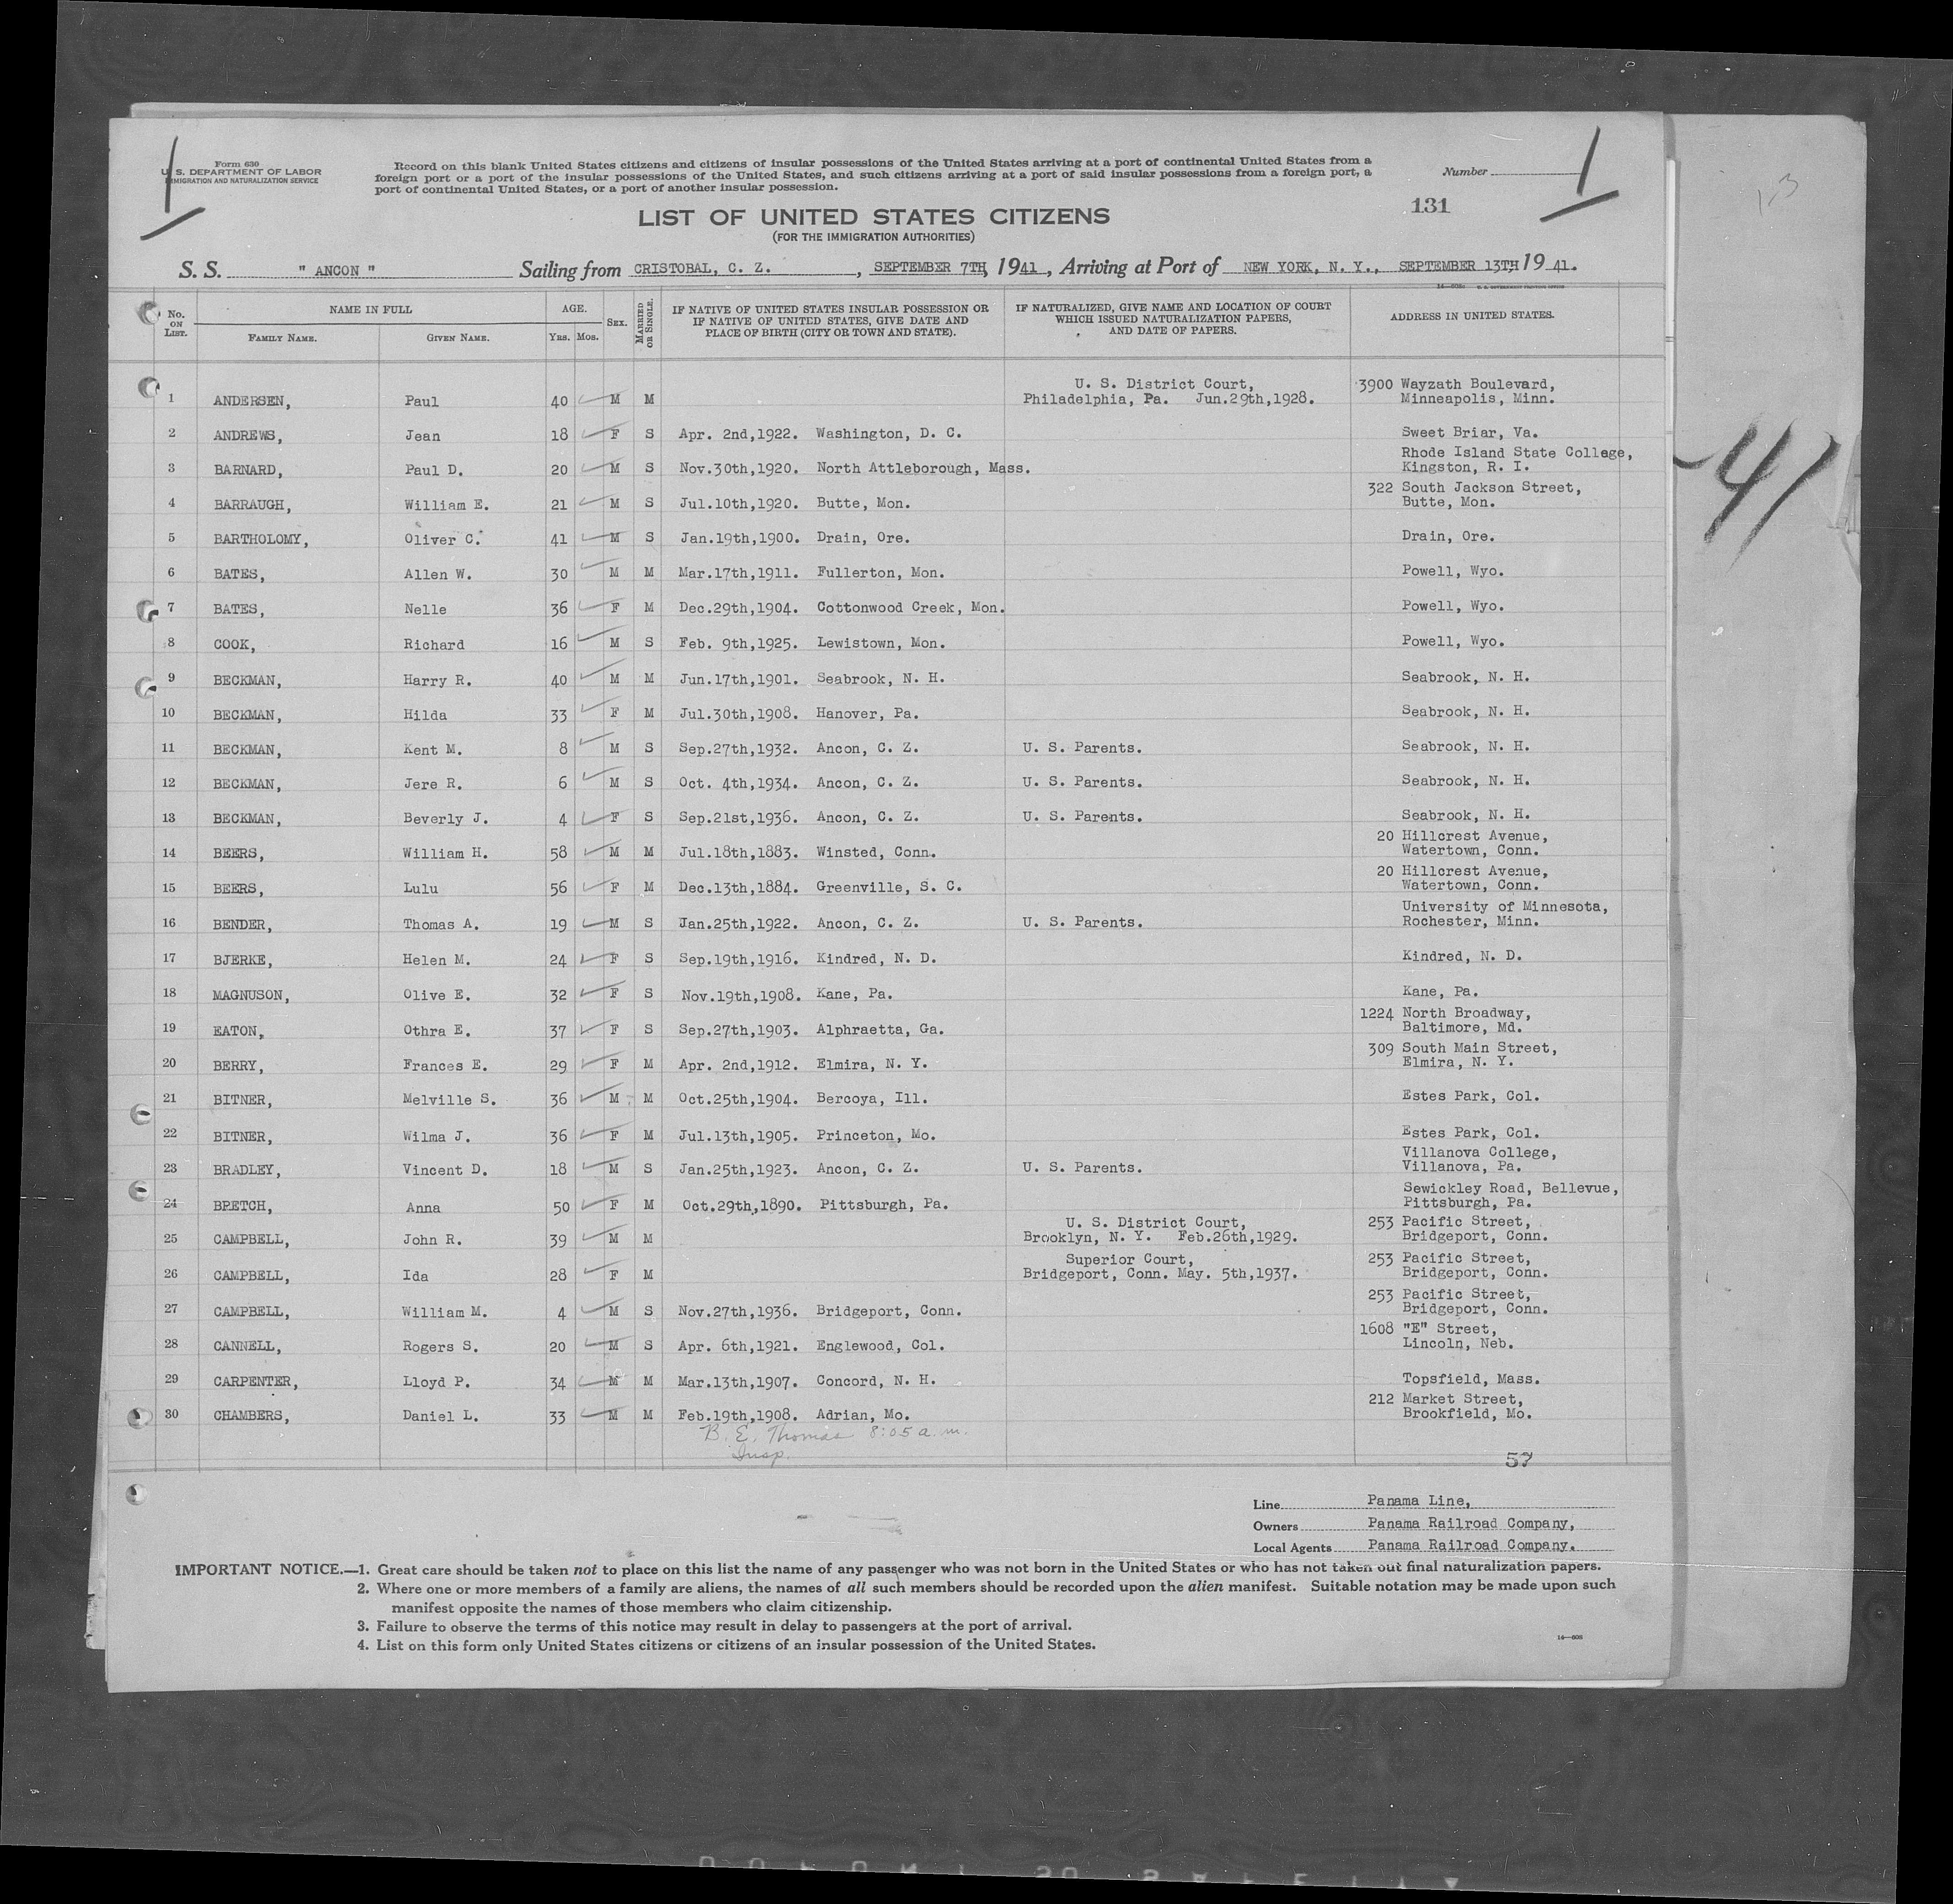 Form 630
U. S. DEPARTMENT OF LABOR
IMMIGRATION AND NATURALIZATION SERVICE
Record on this blank United States citizens and citizens of insular possessions of the United States arriving at a port of continental United States from a
foreign port or a port of the insular possessions of the United States, and such citizens arriving at a port of said insular possessions from a foreign port, a
port of continental United States, or a port of another insular possession.
Number
1
1
131
LIST OF UNITED STATES CITIZENS
(FOR THE IMMIGRATION AUTHORITIES)
S. S. " ANCON " Sailing from CRISTOBAL, C. Z. , SEPTEMBER 7TH, 1941, Arriving at Port of NEW YORK, N. Y., SEPTEMBER 13TH 1941.
No. ON LIST. NAME IN FULL AGE. SEX. MARRIED OR SINGLE. IF NATIVE OF UNITED STATES INSULAR POSSESSION OR IF NATIVE OF UNITED STATES, GIVE DATE AND PLACE OF BIRTH (CITY OR TOWN AND STATE). IF NATURALIZED, GIVE NAME AND LOCATION OF COURT WHICH ISSUED NATURALIZATION PAPERS, AND DATE OF PAPERS. ADDRESS IN UNITED STATES.
FAMILY NAME. GIVEN NAME. YRS. MOS.
U. S. District Court, 3900 Wayzath Boulevard,
1 ANDERSEN, Paul 40 M M Philadelphia, Pa. Jun.29th,1928. Minneapolis, Minn.
2 ANDREWS, Jean 18 F S Apr. 2nd,1922. Washington, D. C. Sweet Briar, Va.
Rhode Island State College,
3 BARNARD, Paul D. 20 M S Nov.30th,1920. North Attleborough, Mass. Kingston, R. I.
322 South Jackson Street,
4 BARRAUGH, William E. 21 M S Jul.10th,1920. Butte, Mon. Butte, Mon.
5 BARTHOLOMY, Oliver C. 41 M S Jan.19th,1900. Drain, Ore. Drain, Ore.
6 BATES, Allen W. 30 M M Mar.17th,1911. Fullerton, Mon. Powell, Wyo.
7 BATES, Nelle 36 F M Dec.29th,1904. Cottonwood Creek, Mon. Powell, Wyo.
8 COOK, Richard 16 M S Feb. 9th,1925. Lewistown, Mon. Powell, Wyo.
9 BECKMAN, Harry R. 40 M M Jun.17th,1901. Seabrook, N. H. Seabrook, N. H.
10 BECKMAN, Hilda 33 F M Jul.30th,1908. Hanover, Pa. Seabrook, N. H.
11 BECKMAN, Kent M. 8 M S Sep.27th,1932. Ancon, C. Z. U. S. Parents. Seabrook, N. H.
12 BECKMAN, Jere R. 6 M S Oct. 4th,1934. Ancon, C. Z. U. S. Parents. Seabrook, N. H.
13 BECKMAN, Beverly J. 4 F S Sep.21st,1936. Ancon, C. Z. U. S. Parents. Seabrook, N. H.
20 Hillcrest Avenue,
14 BEERS, William H. 58 M M Jul.18th,1883. Winsted, Conn. Watertown, Conn.
20 Hillcrest Avenue,
15 BEERS, Lulu 56 F M Dec.13th,1884. Greenville, S. C. Watertown, Conn.
University of Minnesota,
16 BENDER, Thomas A. 19 M S Jan.25th,1922. Ancon, C. Z. U. S. Parents. Rochester, Minn.
17 BJERKE, Helen M. 24 F S Sep.19th,1916. Kindred, N. D. Kindred, N. D.
18 MAGNUSON, Olive E. 32 F S Nov.19th,1908. Kane, Pa. Kane, Pa.
1224 North Broadway,
19 EATON, Othra E. 37 F S Sep.27th,1903. Alphraetta, Ga. Baltimore, Md.
309 South Main Street,
20 BERRY, Frances E. 29 F M Apr. 2nd,1912. Elmira, N. Y. Elmira, N. Y.
21 BITNER, Melville S. 36 M M Oct.25th,1904. Bercoya, Ill. Estes Park, Col.
22 BITNER, Wilma J. 36 F M Jul.13th,1905. Princeton, Mo. Estes Park, Col.
Villanova College,
23 BRADLEY, Vincent D. 18 M S Jan.25th,1923. Ancon, C. Z. U. S. Parents. Villanova, Pa.
Sewickley Road, Bellevue,
24 BRETCH, Anna 50 F M Oct.29th,1890. Pittsburgh, Pa. Pittsburgh, Pa.
U. S. District Court, 253 Pacific Street,
25 CAMPBELL, John R. 39 M M Brooklyn, N. Y. Feb.26th,1929. Bridgeport, Conn.
Superior Court, 253 Pacific Street,
26 CAMPBELL, Ida 28 F M Bridgeport, Conn. May. 5th,1937. Bridgeport, Conn.
253 Pacific Street,
27 CAMPBELL, William M. 4 M S Nov.27th,1936. Bridgeport, Conn. Bridgeport, Conn.
1608 "E" Street,
28 CANNELL, Rogers S. 20 M S Apr. 6th,1921. Englewood, Col. Lincoln, Neb.
29 CARPENTER, Lloyd P. 34 M M Mar.13th,1907. Concord, N. H. Topsfield, Mass.
212 Market Street,
30 CHAMBERS, Daniel L. 33 M M Feb.19th,1908. Adrian, Mo. Brookfield, Mo.
B. E. Thomas 8:05 a.m.
Insp.
57
41
Line Panama Line,
Owners Panama Railroad Company,
Local Agents Panama Railroad Company.
IMPORTANT NOTICE.—1. Great care should be taken not to place on this list the name of any passenger who was not born in the United States or who has not taken out final naturalization papers.
2. Where one or more members of a family are aliens, the names of all such members should be recorded upon the alien manifest. Suitable notation may be made upon such
manifest opposite the names of those members who claim citizenship.
3. Failure to observe the terms of this notice may result in delay to passengers at the port of arrival.
4. List on this form only United States citizens or citizens of an insular possession of the United States.